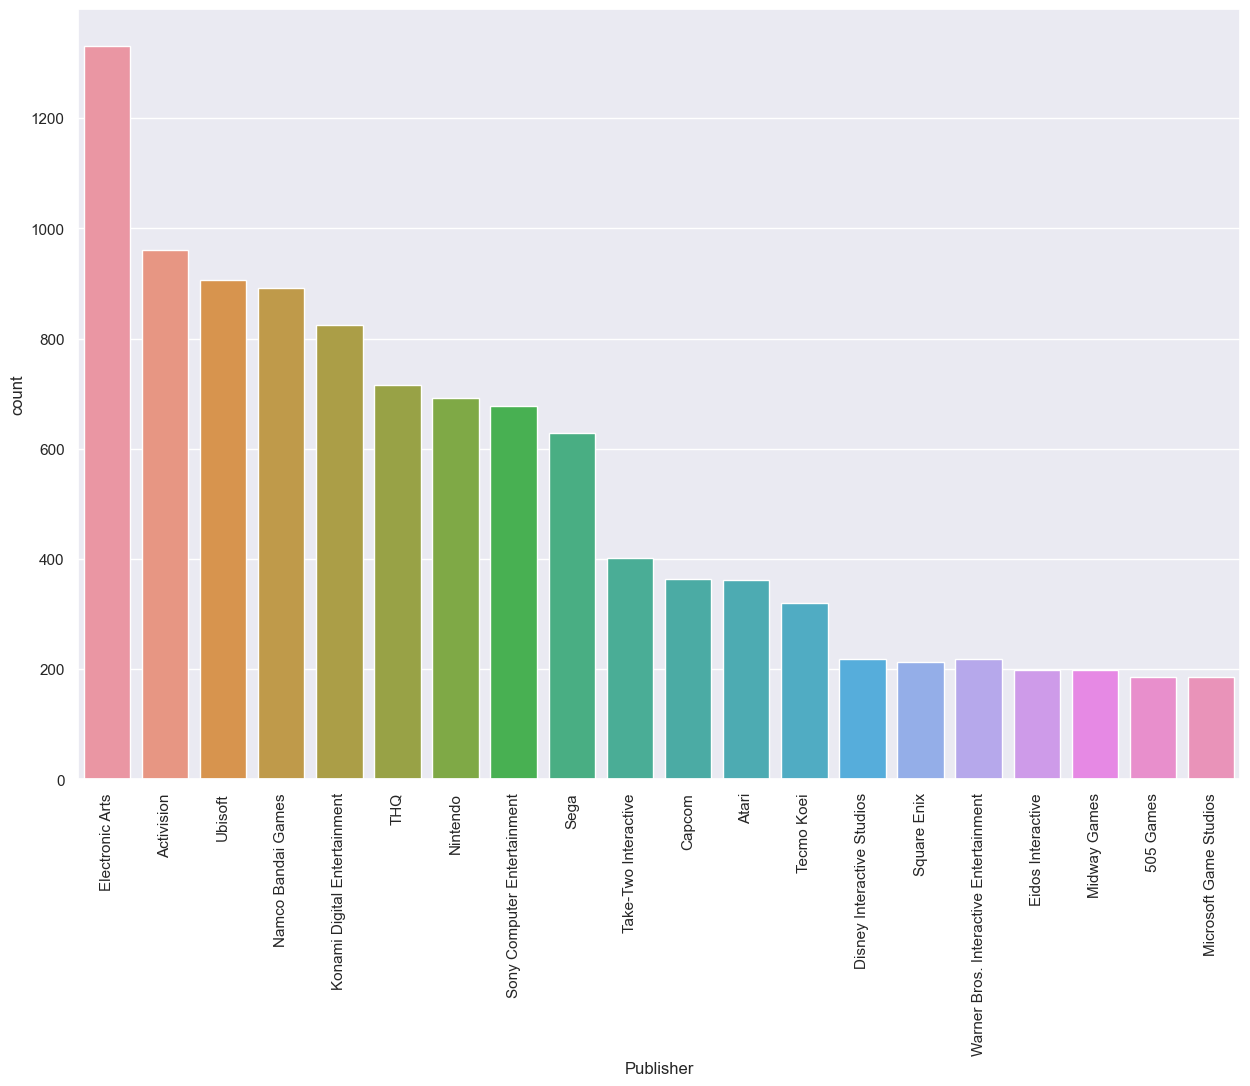 1200
1000
800
600
400
200
0
count
Electronic Arts
Activision
Ubisoft
Namco Bandai Games
Konami Digital Entertainment
THQ
Nintendo
Sony Computer Entertainment
Sega
Take-Two Interactive
Capcom
Atari
Tecmo Koei
Disney Interactive Studios
Square Enix
Warner Bros. Interactive Entertainment
Eidos Interactive
Midway Games
505 Games
Microsoft Game Studios
Publisher